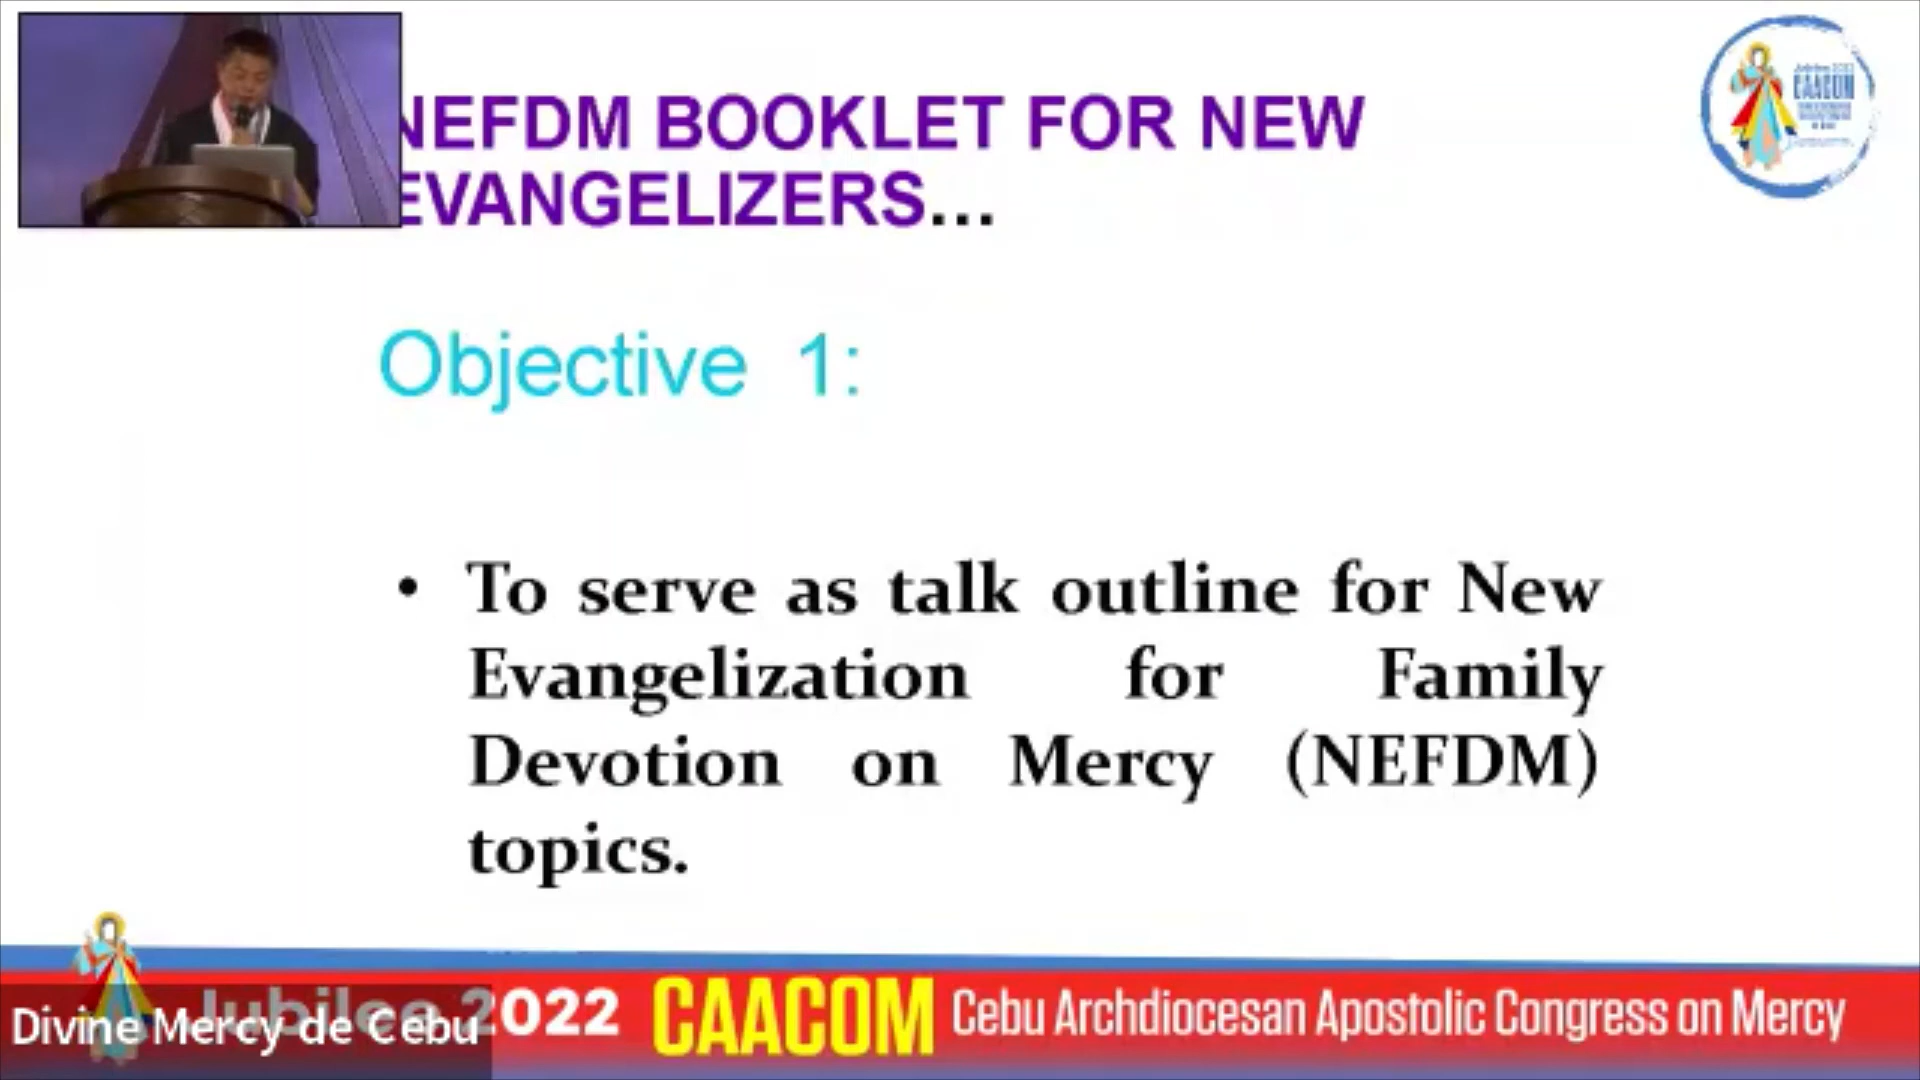 NEFDM BOOKLET FOR NEW
EVANGELIZERS...
CAACOM
Objective 1:
• To serve as talk outline for New
Evangelization for Family
Devotion on Mercy (NEFDM)
topics.
Jubilee 2022 CAACOM Cebu Archdiocesan Apostolic Congress on Mercy
Divine Mercy de Cebu